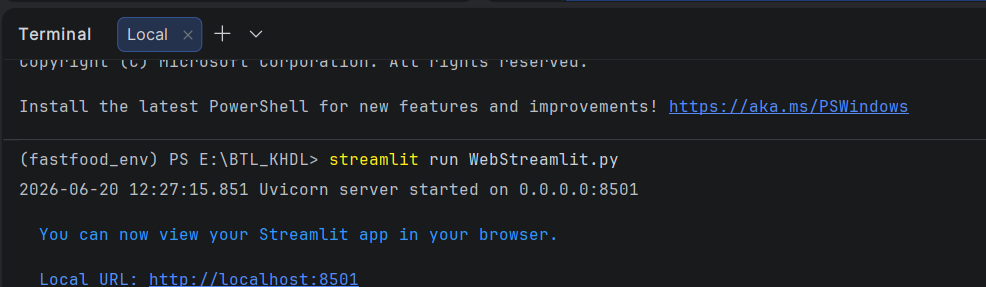 Terminal Local
Copyright (C) Microsoft Corporation. All rights reserved.
Install the latest PowerShell for new features and improvements! https://aka.ms/PSWindows
(fastfood_env) PS E:\BTL_KHDL> streamlit run WebStreamlit.py
2026-06-20 12:27:15.851 Uvicorn server started on 0.0.0.0:8501
You can now view your Streamlit app in your browser.
Local URL: http://localhost:8501